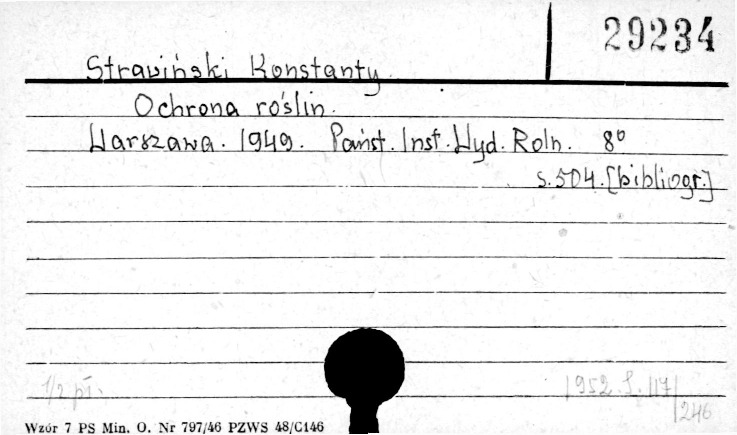 29234
Strawiński Konstanty
Ochrona roślin.
Warszawa. 1949. Państ. Inst. Wyd. Roln. 8°
s. 504. [bibliogr.]
1/2 pł.
1952. J. 117/246
Wzór 7 PS Min. O. Nr 797/46 PZWS 48/C146